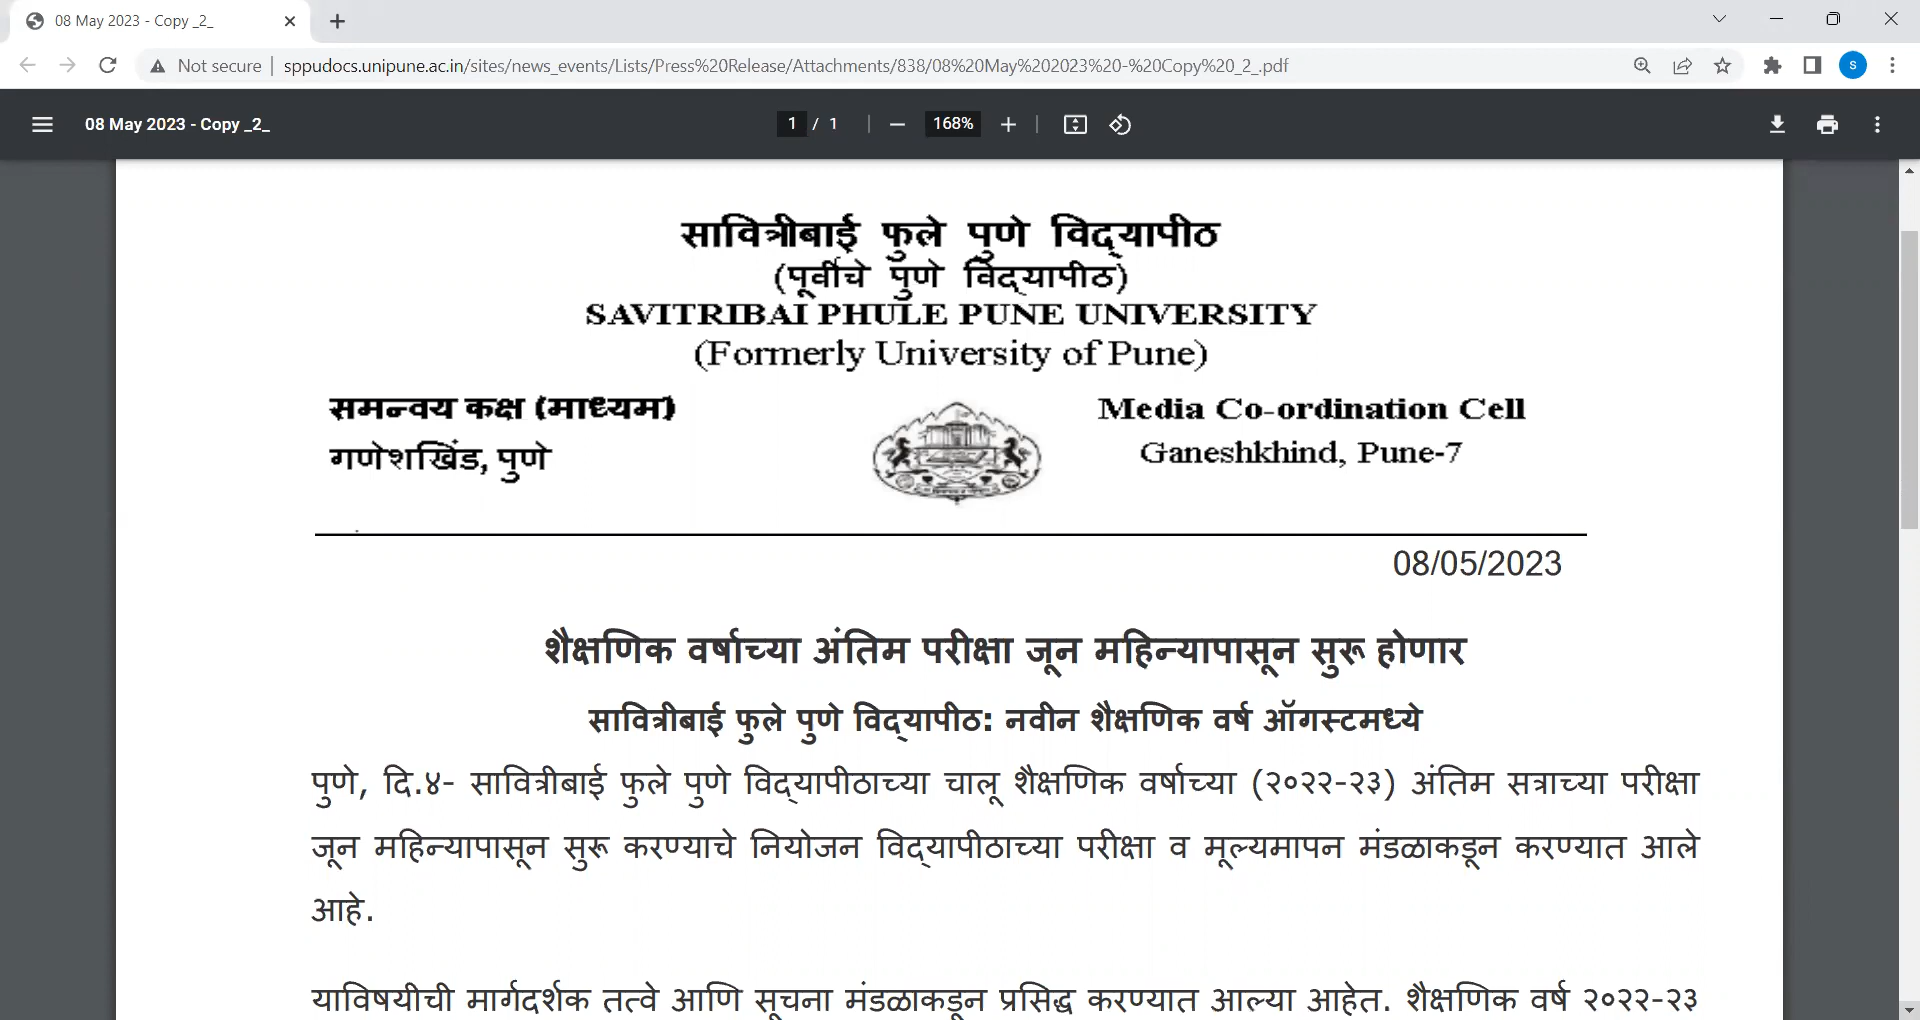 08 May 2023 - Copy _2_
Not secure
sppudocs.unipune.ac.in/sites/news_events/Lists/Press%20Release/Attachments/838/08%20May%202023%20-%20Copy%20_2_.pdf
S
08 May 2023 - Copy _2_
1 / 1
168%
सावित्रीबाई फुले पुणे विद्यापीठ
(पूर्वीचे पुणे विद्यापीठ)
SAVITRIBAI PHULE PUNE UNIVERSITY
(Formerly University of Pune)
समन्वय कक्ष (माध्यम)
गणेशखिंड, पुणे
Media Co-ordination Cell
Ganeshkhind, Pune-7
08/05/2023
शैक्षणिक वर्षाच्या अंतिम परीक्षा जून महिन्यापासून सुरू होणार
सावित्रीबाई फुले पुणे विद्यापीठ: नवीन शैक्षणिक वर्ष ऑगस्टमध्ये
पुणे, दि.४- सावित्रीबाई फुले पुणे विद्यापीठाच्या चालू शैक्षणिक वर्षाच्या (२०२२-२३) अंतिम सत्राच्या परीक्षा
जून महिन्यापासून सुरू करण्याचे नियोजन विद्यापीठाच्या परीक्षा व मूल्यमापन मंडळाकडून करण्यात आले
आहे.
याविषयीची मार्गदर्शक तत्वे आणि सूचना मंडळाकडून प्रसिद्ध करण्यात आल्या आहेत. शैक्षणिक वर्ष २०२२-२३